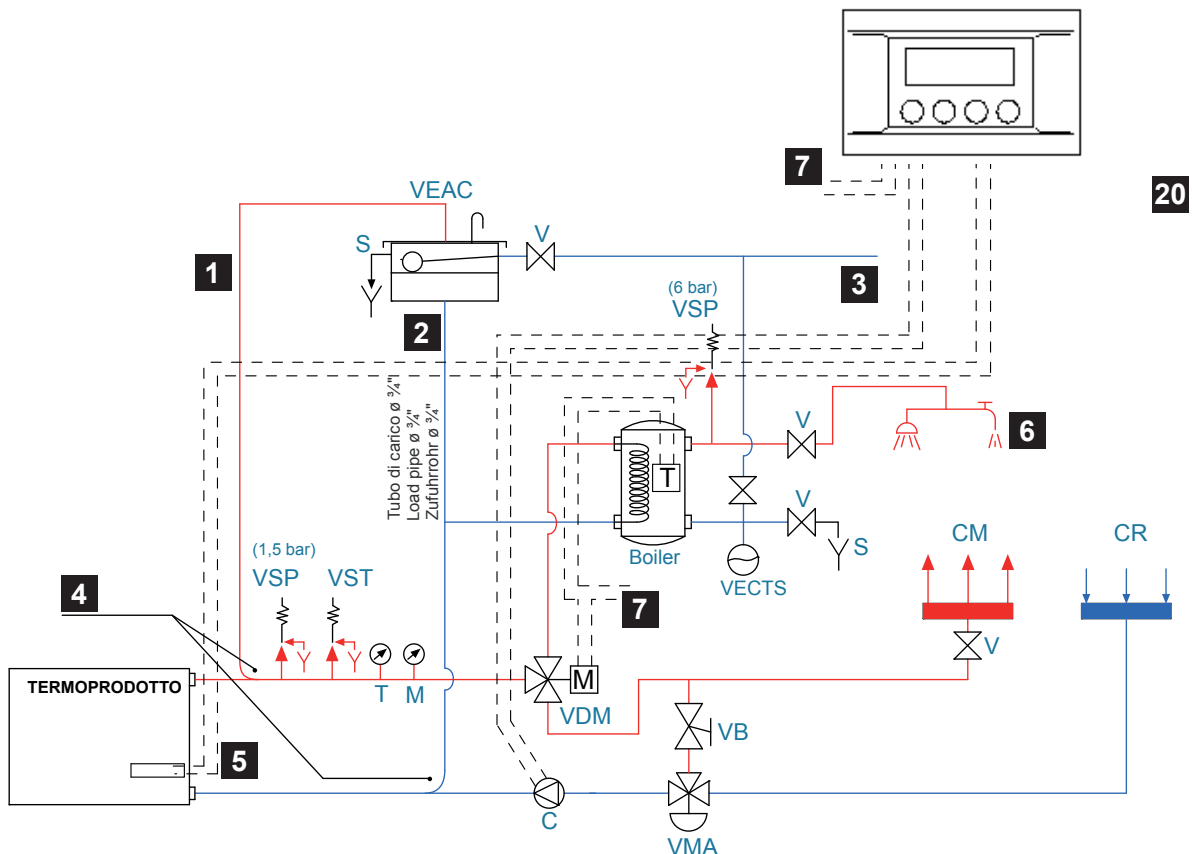 7
20
VEAC
S
V
1
3
(6 bar)
VSP
2
Tubo di carico ø ¾"
Load pipe ø ¾"
Zufuhrrohr ø ¾"
V
6
T
V
(1,5 bar)
Boiler
S
CM
CR
VSP
VST
VECTS
4
7
V
TERMOPRODOTTO
M
T
M
VDM
VB
5
C
VMA